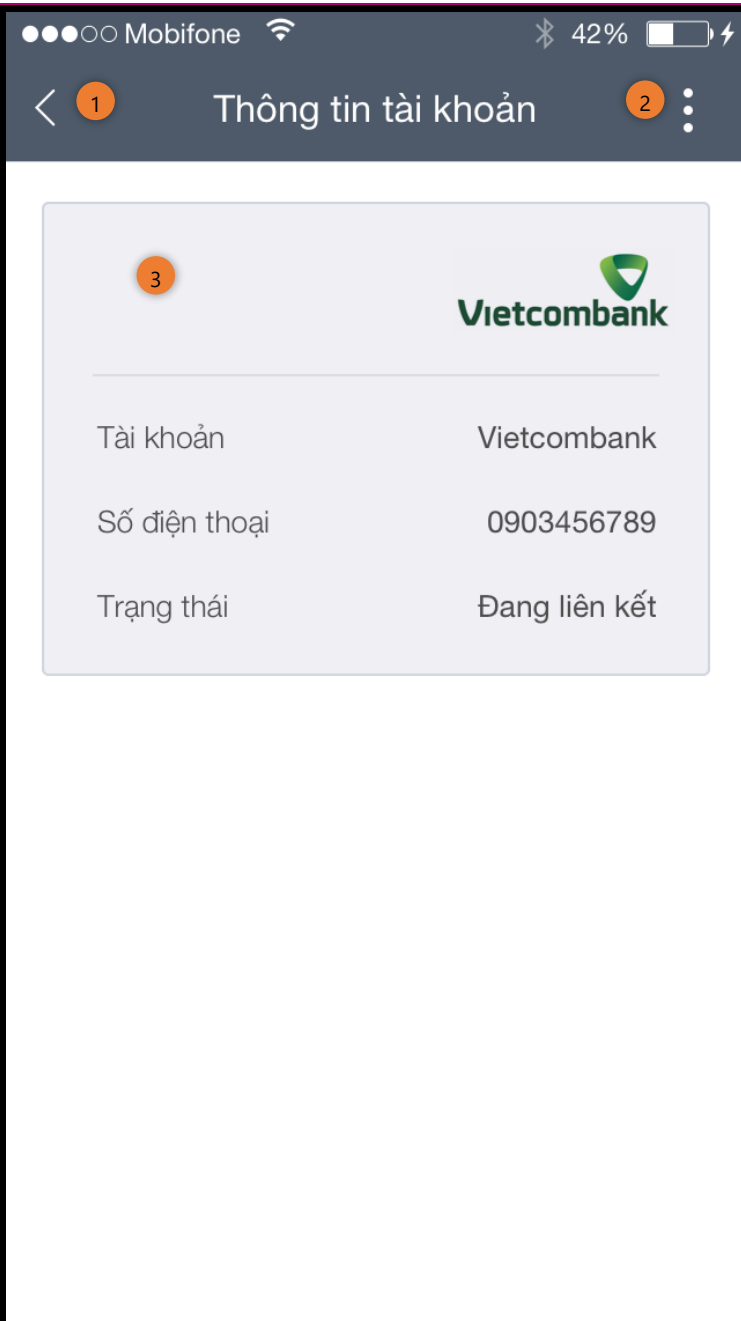 Mobifone 42%
1 Thông tin tài khoản 2
3
Vietcombank
Tài khoản Vietcombank
Số điện thoại 0903456789
Trạng thái Đang liên kết